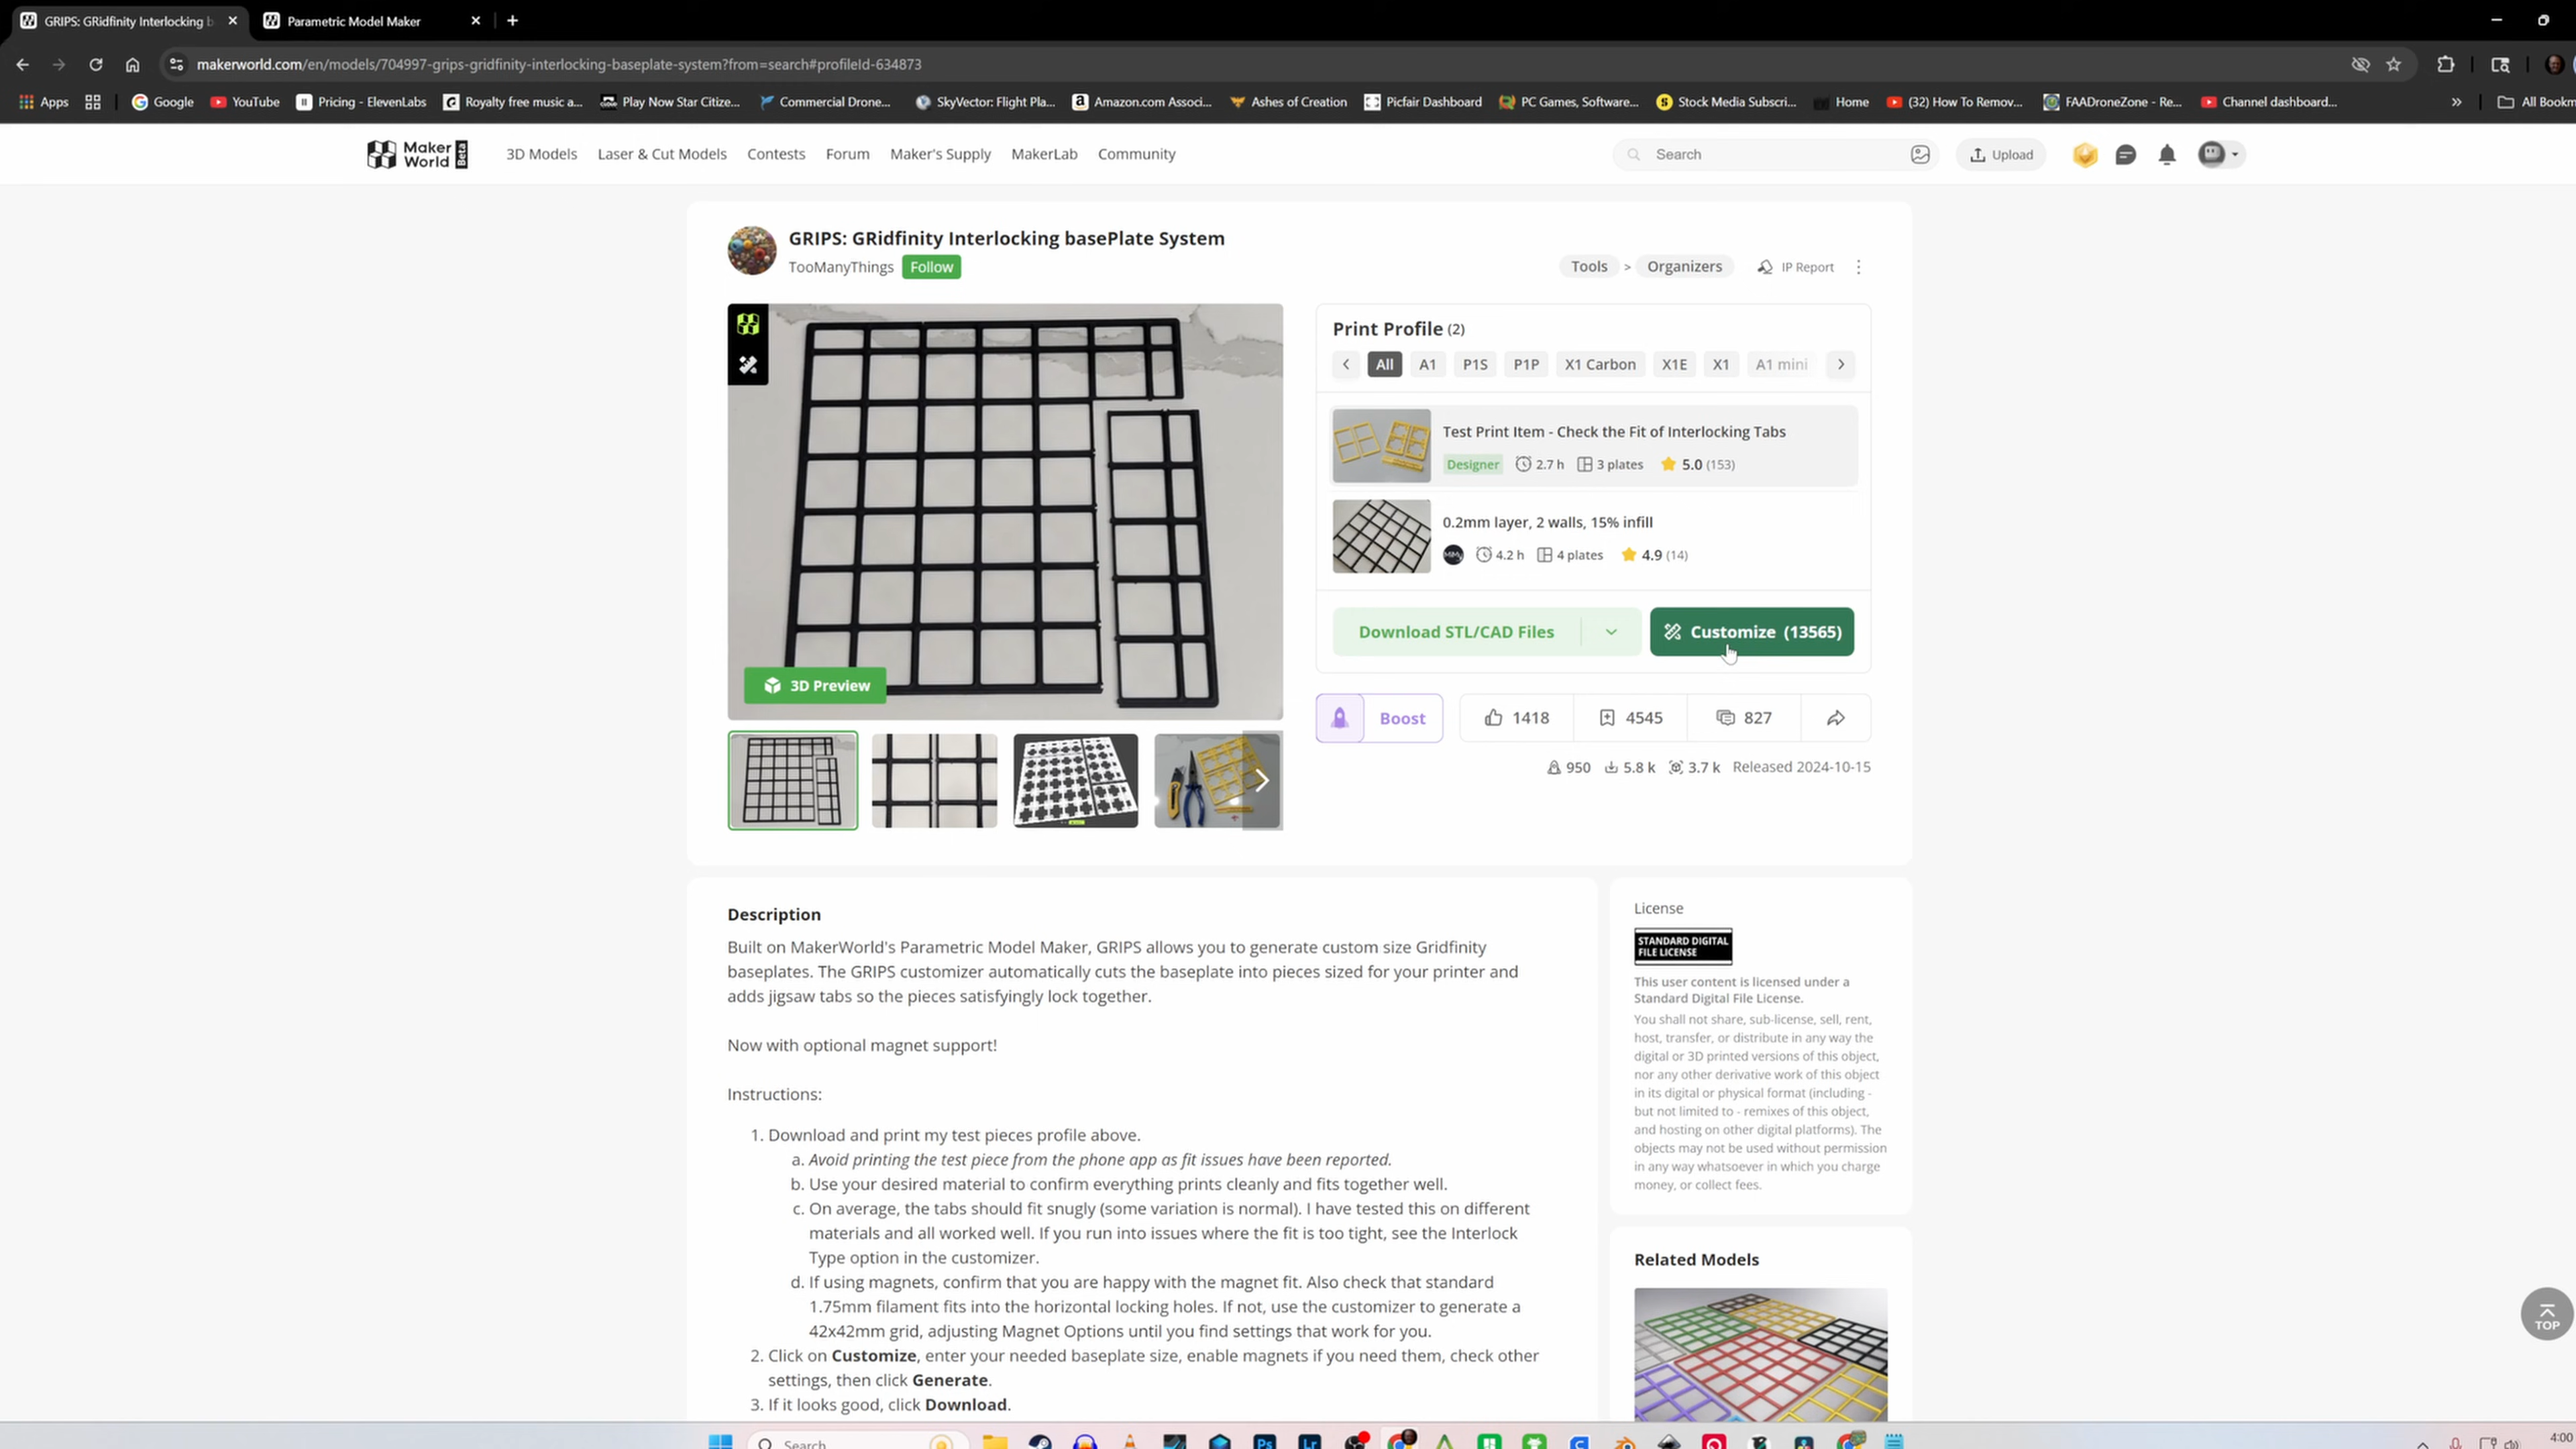 GRIPS: GRidfinity Interlocking b
Parametric Model Maker
makerworld.com/en/models/704997-grips-gridfinity-interlocking-baseplate-system?from=search#profileId-634873
Apps Google YouTube Pricing - ElevenLabs Royalty free music a... Play Now Star Citize... Commercial Drone... SkyVector: Flight Pla... Amazon.com Associ... Ashes of Creation Picfair Dashboard PC Games, Software... Stock Media Subscri... Home (32) How To Remov... FAADroneZone - Re... Channel dashboard... » All Bookm
Maker World Beta 3D Models Laser & Cut Models Contests Forum Maker's Supply MakerLab Community Search Upload
GRIPS: GRidfinity Interlocking basePlate System
TooManyThings Follow
Tools > Organizers IP Report
3D Preview
Print Profile (2)
All A1 P1S P1P X1 Carbon X1E X1 A1 mini
Test Print Item - Check the Fit of Interlocking Tabs
Designer 2.7 h 3 plates 5.0 (153)
0.2mm layer, 2 walls, 15% infill
4.2 h 4 plates 4.9 (14)
Download STL/CAD Files Customize (13565)
Boost 1418 4545 827
950 5.8 k 3.7 k Released 2024-10-15
Description
Built on MakerWorld's Parametric Model Maker, GRIPS allows you to generate custom size Gridfinity
baseplates. The GRIPS customizer automatically cuts the baseplate into pieces sized for your printer and
adds jigsaw tabs so the pieces satisfyingly lock together.
Now with optional magnet support!
Instructions:
1. Download and print my test pieces profile above.
a. Avoid printing the test piece from the phone app as fit issues have been reported.
b. Use your desired material to confirm everything prints cleanly and fits together well.
c. On average, the tabs should fit snugly (some variation is normal). I have tested this on different
materials and all worked well. If you run into issues where the fit is too tight, see the Interlock
Type option in the customizer.
d. If using magnets, confirm that you are happy with the magnet fit. Also check that standard
1.75mm filament fits into the horizontal locking holes. If not, use the customizer to generate a
42x42mm grid, adjusting Magnet Options until you find settings that work for you.
2. Click on Customize, enter your needed baseplate size, enable magnets if you need them, check other
settings, then click Generate.
3. If it looks good, click Download.
License
STANDARD DIGITAL
FILE LICENSE
This user content is licensed under a
Standard Digital File License.
You shall not share, sub-license, sell, rent,
host, transfer, or distribute in any way the
digital or 3D printed versions of this object,
nor any other derivative work of this object
in its digital or physical format (including -
but not limited to - remixes of this object,
and hosting on other digital platforms). The
objects may not be used without permission
in any way whatsoever in which you charge
money, or collect fees.
Related Models
TOP
Search
Ps
Lr
4:00